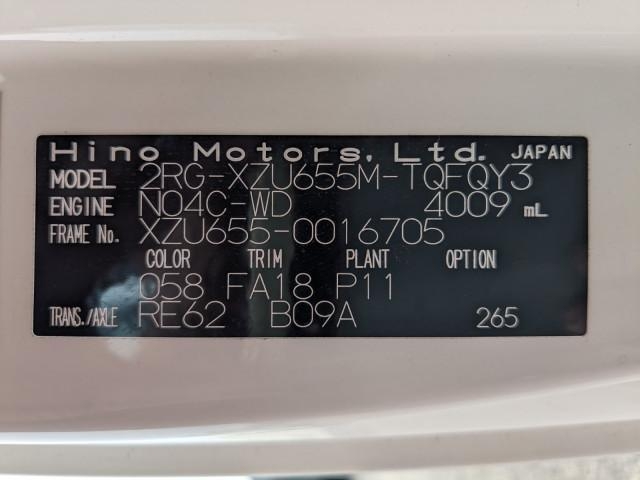 Hino Motors, Ltd. JAPAN
MODEL 2RG-XZU655M-TQFQY3
ENGINE N04C-WD 4009 mL
FRAME No. XZU655-0016705
COLOR TRIM PLANT OPTION
058 FA18 P11
TRANS./AXLE RE62 B09A 265